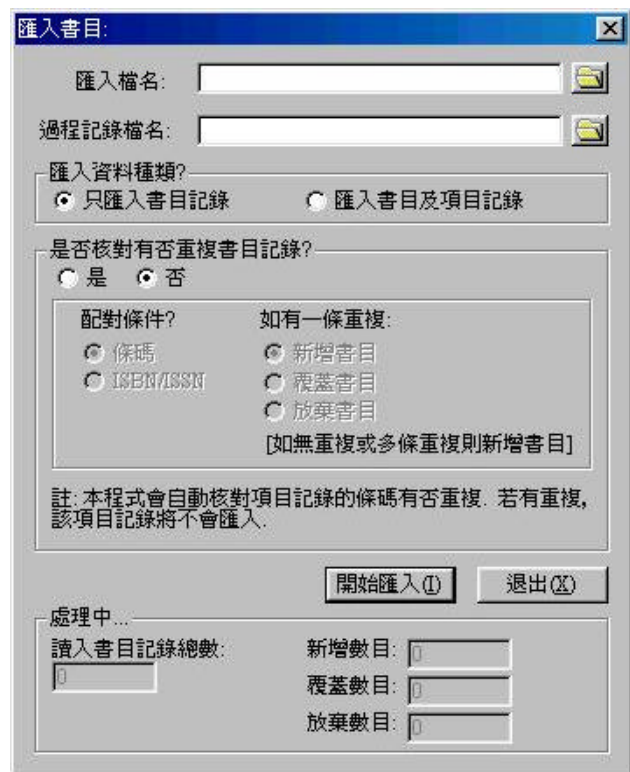 匯入書目:
匯入檔名:
過程記錄檔名:
匯入資料種類?
只匯入書目記錄 匯入書目及項目記錄
是否核對有否重複書目記錄?
是 否
配對條件? 如有一條重複:
條碼 新增書目
ISBN/ISSN 覆蓋書目
放棄書目
[如無重複或多條重複則新增書目]
註: 本程式會自動核對項目記錄的條碼有否重複. 若有重複,
該項目記錄將不會匯入.
開始匯入(I) 退出(X)
處理中...
讀入書目記錄總數: 新增數目: 0
0 覆蓋數目: 0
放棄數目: 0